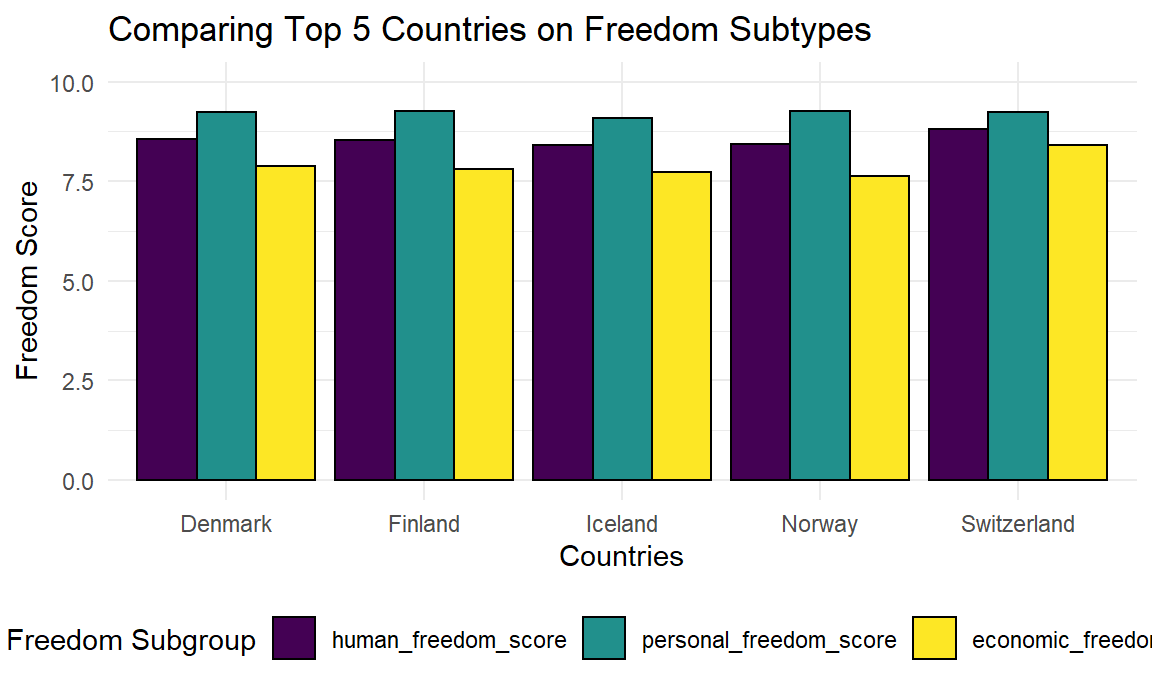 Comparing Top 5 Countries on Freedom Subtypes
Freedom Score
10.0
7.5
5.0
2.5
0.0
Denmark Finland Iceland Norway Switzerland
Countries
Freedom Subgroup human_freedom_score personal_freedom_score economic_freedo